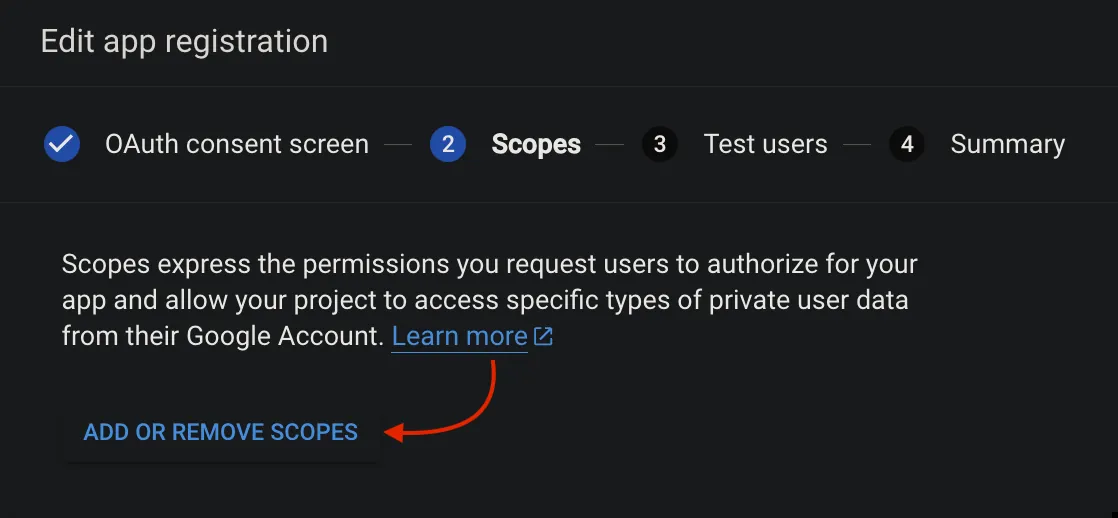 Edit app registration
OAuth consent screen 2 Scopes 3 Test users 4 Summary
Scopes express the permissions you request users to authorize for your
app and allow your project to access specific types of private user data
from their Google Account. Learn more
ADD OR REMOVE SCOPES